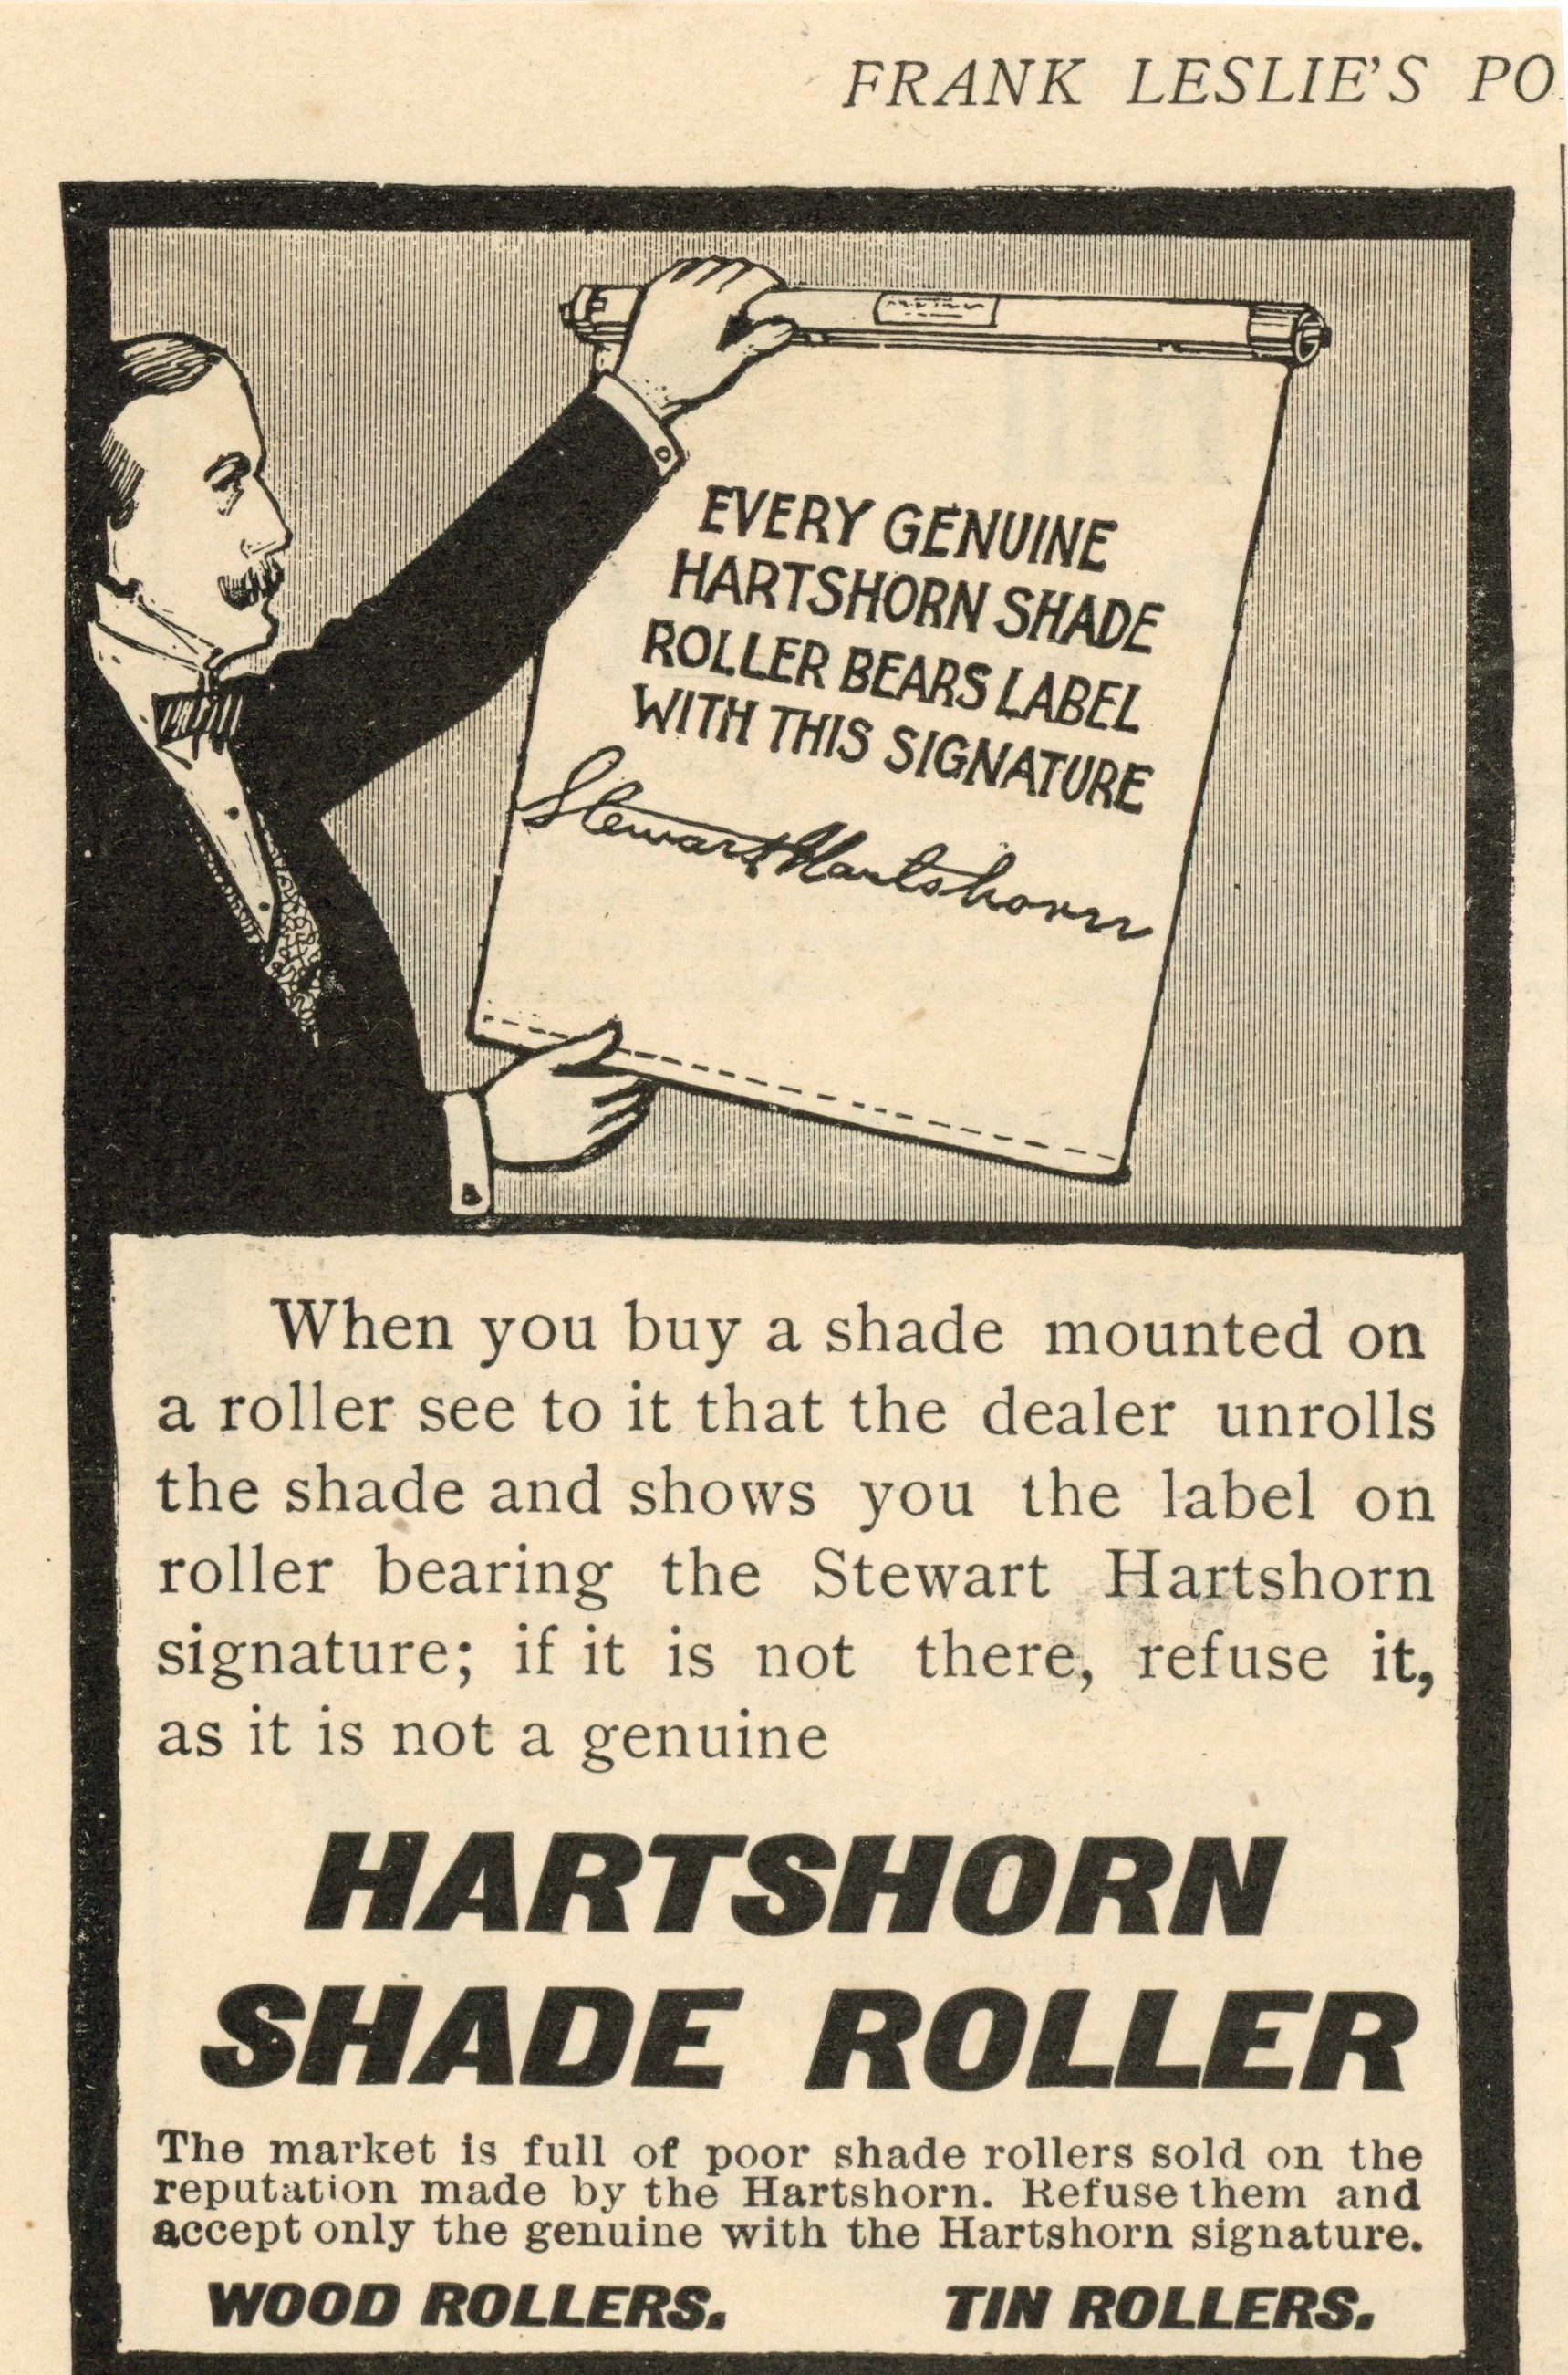 FRANK LESLIE'S PO
EVERY GENUINE
HARTSHORN SHADE
ROLLER BEARS LABEL
WITH THIS SIGNATURE
Stewart Hartshorn
When you buy a shade mounted on
a roller see to it that the dealer unrolls
the shade and shows you the label on
roller bearing the Stewart Hartshorn
signature; if it is not there, refuse it,
as it is not a genuine
HARTSHORN
SHADE ROLLER
The market is full of poor shade rollers sold on the
reputation made by the Hartshorn. Refuse them and
accept only the genuine with the Hartshorn signature.
WOOD ROLLERS. TIN ROLLERS.